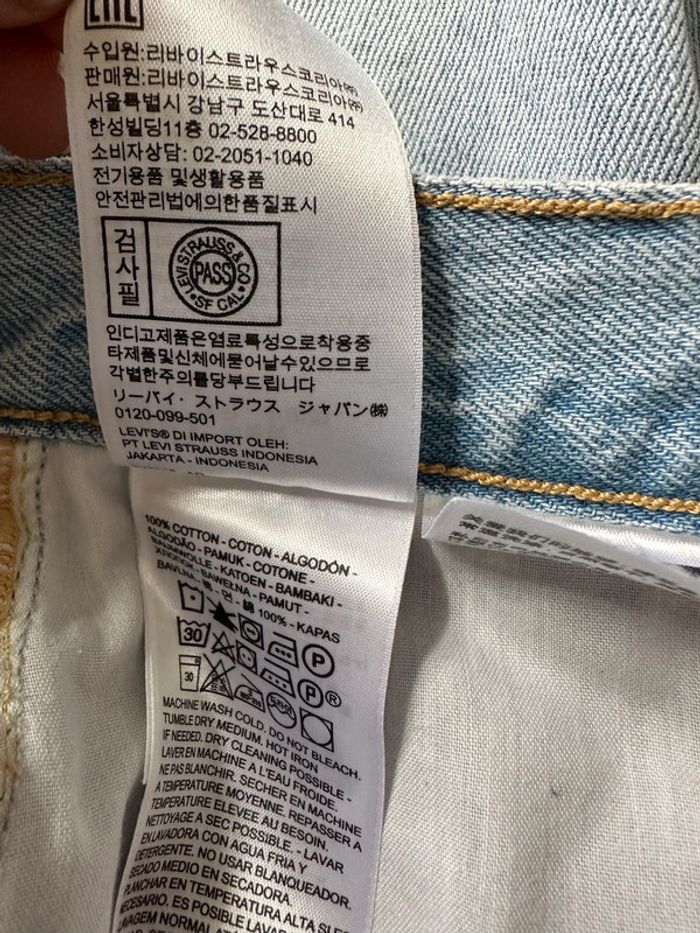 EAC
수입원:리바이스트라우스코리아㈜
판매원:리바이스트라우스코리아㈜
서울특별시 강남구 도산대로 414
한성빌딩11층 02-528-8800
소비자상담: 02-2051-1040
전기용품 및생활용품
안전관리법에의한품질표시
검사필
LEVI STRAUSS & CO
PASS
SF CAL
인디고제품은염료특성으로착용중
타제품및신체에묻어날수있으므로
각별한주의를당부드립니다
リーバイ・ストラウス ジャパン㈱
0120-099-501
LEVI'S® DI IMPORT OLEH:
PT LEVI STRAUSS INDONESIA
JAKARTA - INDONESIA
100% COTTON - COTON - ALGODÓN -
ALGODÃO - PAMUK - COTONE -
BAUMWOLLE - KATOEN - BAMBAKI -
ХЛОПОК - BAWEŁNA - PAMUT -
BAVLNA - 棉 - 면 - 綿 100% - KAPAS
P
30
P
30
®
MACHINE WASH COLD. DO NOT BLEACH.
TUMBLE DRY MEDIUM. HOT IRON
IF NEEDED. DRY CLEANING POSSIBLE -
LAVER EN MACHINE A L'EAU FROIDE.
NE PAS BLANCHIR. SECHER EN MACHINE
A TEMPERATURE MOYENNE. REPASSER A
TEMPERATURE ELEVEE AU BESOIN.
NETTOYAGE A SEC POSSIBLE. - LAVAR
EN LAVADORA CON AGUA FRIA Y
DETERGENTE. NO USAR BLANQUEADOR.
SECADO MEDIO EN SECADORA.
PLANCHAR EN TEMPERATURA ALTA SI ES
NECESARIO. ES POSIBLE LAVAR